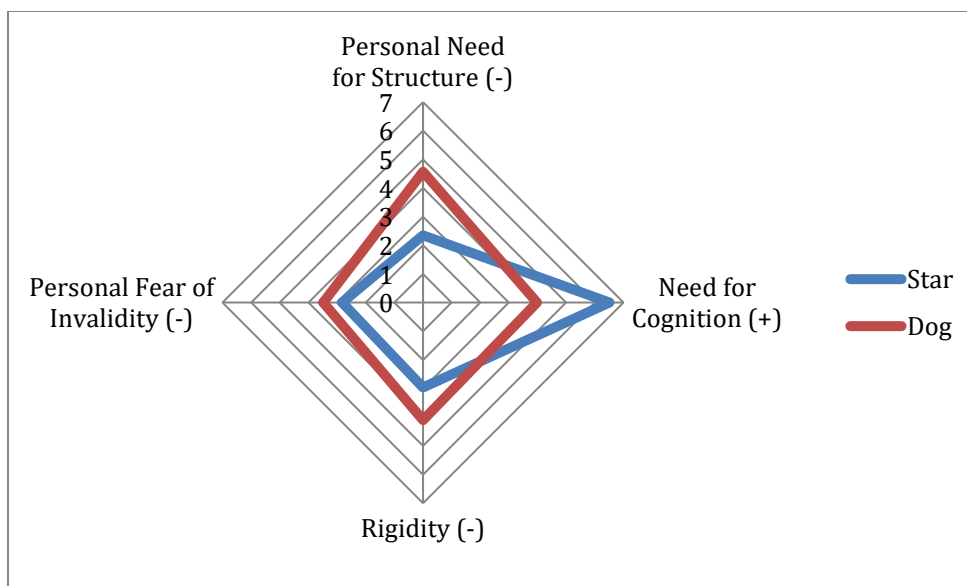 Personal Need
for Structure (-)
7
6
5
4
3
2
1
0
Personal Fear of
Invalidity (-)
Need for
Cognition (+)
Star
Dog
Rigidity (-)